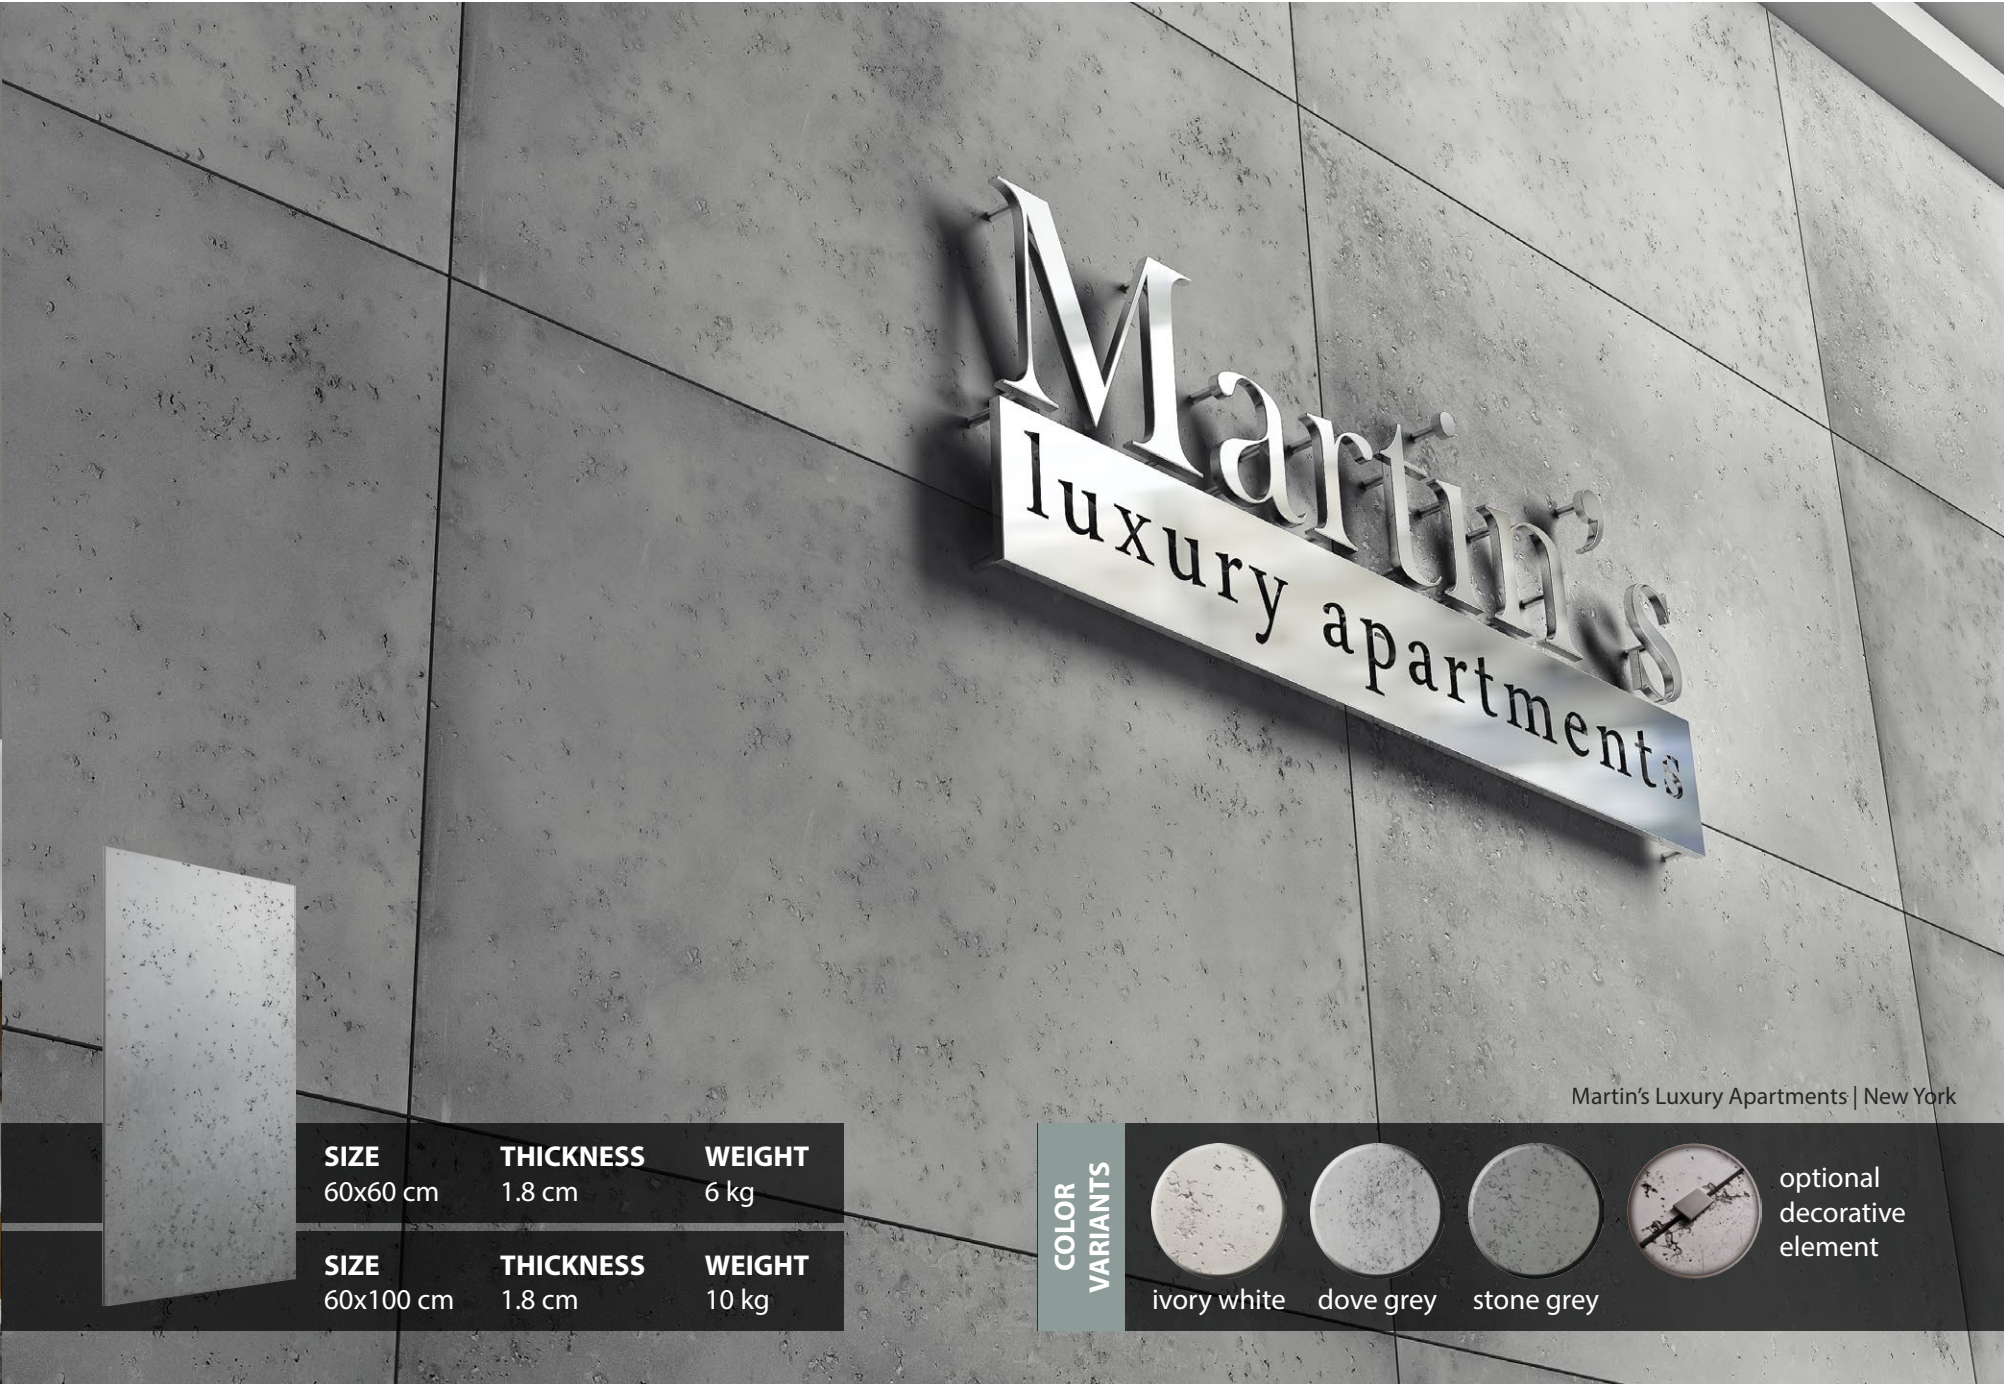 Martin's
luxury apartments
Martin's Luxury Apartments | New York
SIZE THICKNESS WEIGHT
60x60 cm 1.8 cm 6 kg
SIZE THICKNESS WEIGHT
60x100 cm 1.8 cm 10 kg
COLOR
VARIANTS
ivory white dove grey stone grey
optional
decorative
element